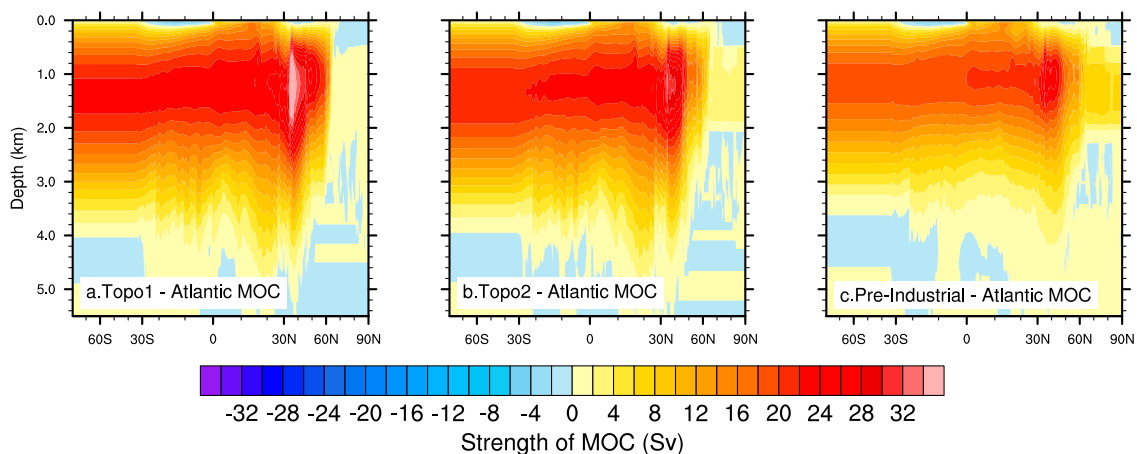 0.0
1.0
2.0
3.0
4.0
5.0
Depth (km)
a.Topo1 - Atlantic MOC
b.Topo2 - Atlantic MOC
c.Pre-Industrial - Atlantic MOC
60S 30S 0 30N 60N 90N
60S 30S 0 30N 60N 90N
60S 30S 0 30N 60N 90N
-32 -28 -24 -20 -16 -12 -8 -4 0 4 8 12 16 20 24 28 32
Strength of MOC (Sv)